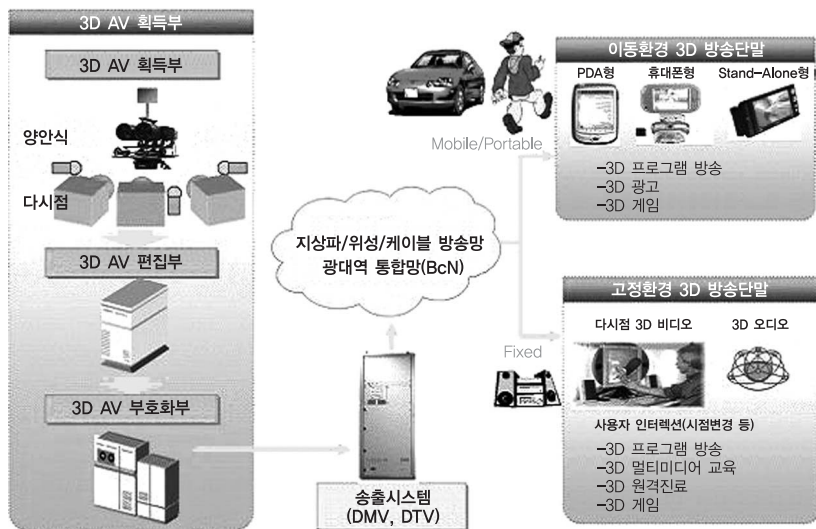 3D AV 획득부
3D AV 획득부
양안식
다시점
3D AV 편집부
3D AV 부호화부
송출시스템
(DMV, DTV)
지상파/위성/케이블 방송망
광대역 통합망(BcN)
Mobile/Portable
Fixed
이동환경 3D 방송단말
PDA형
휴대폰형
Stand-Alone형
-3D 프로그램 방송
-3D 광고
-3D 게임
고정환경 3D 방송단말
다시점 3D 비디오
3D 오디오
사용자 인터렉션(시점변경 등)
-3D 프로그램 방송
-3D 멀티미디어 교육
-3D 원격진료
-3D 게임